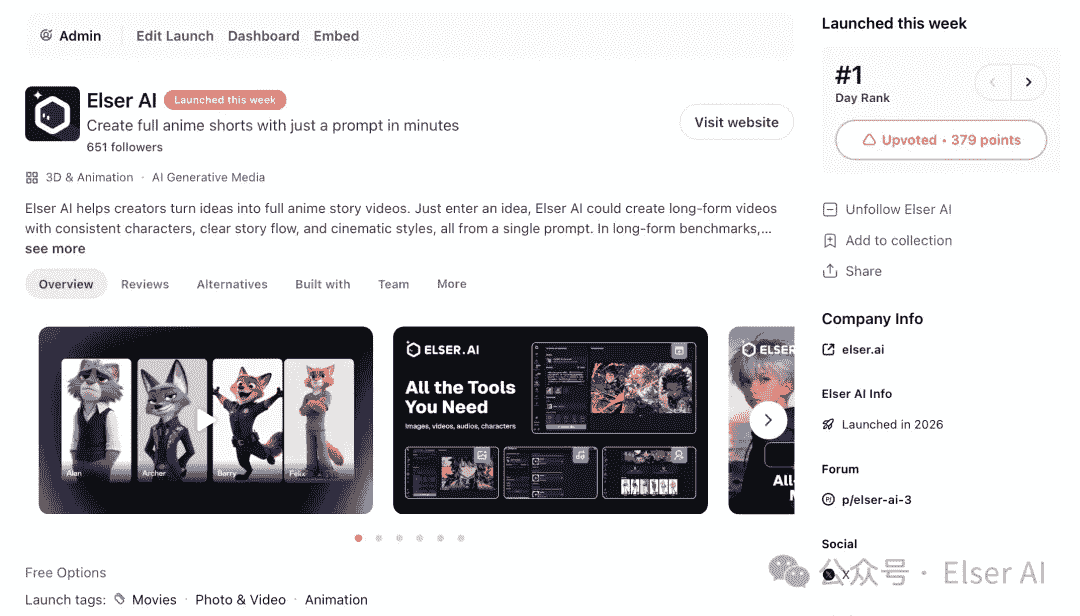 Admin
Edit Launch
Dashboard
Embed
Elser AI
Launched this week
Create full anime shorts with just a prompt in minutes
651 followers
Visit website
3D & Animation · AI Generative Media
Elser AI helps creators turn ideas into full anime story videos. Just enter an idea, Elser AI could create long-form videos
with consistent characters, clear story flow, and cinematic styles, all from a single prompt. In long-form benchmarks,...
see more
Overview
Reviews
Alternatives
Built with
Team
More
Alan
Archer
Barry
Felix
ELSER.AI
All the Tools
You Need
Images, videos, audios, characters
ELSER
All-
Free Options
Launch tags: Movies · Photo & Video · Animation
Launched this week
#1
Day Rank
Upvoted • 379 points
Unfollow Elser AI
Add to collection
Share
Company Info
elser.ai
Elser AI Info
Launched in 2026
Forum
p/elser-ai-3
Social
X
公众号 · Elser AI